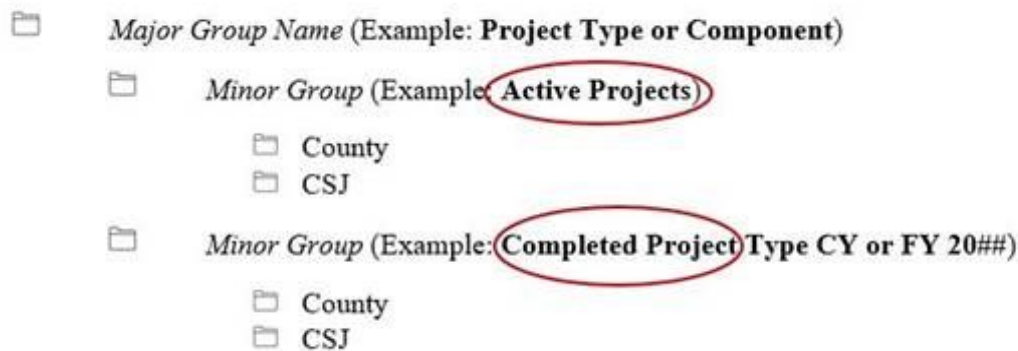 Major Group Name (Example: Project Type or Component)
Minor Group (Example: Active Projects)
County
CSJ
Minor Group (Example: Completed Project Type CY or FY 20##)
County
CSJ